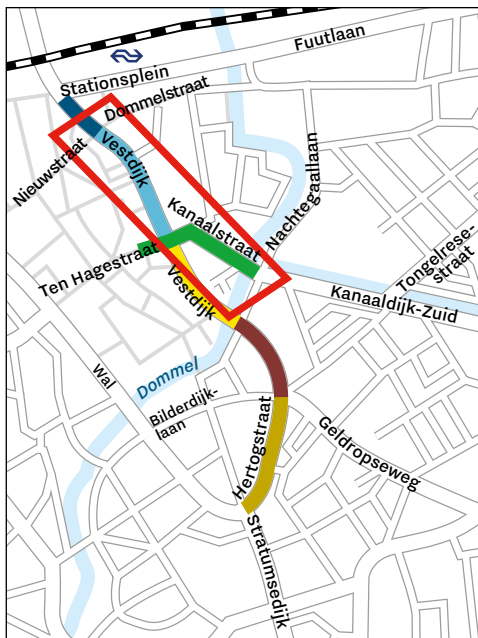 Fuutlaan
Stationsplein
Dommelstraat
Nieuwstraat
Vestdijk
Nachtegaallaan
Kanaalstraat
Ten Hagestraat
Tongelrese-
straat
Vestdijk
Kanaaldijk-Zuid
Wal
Dommel
Bilderdijk-
laan
Hertogstraat
Geldropseweg
Stratumsedijk